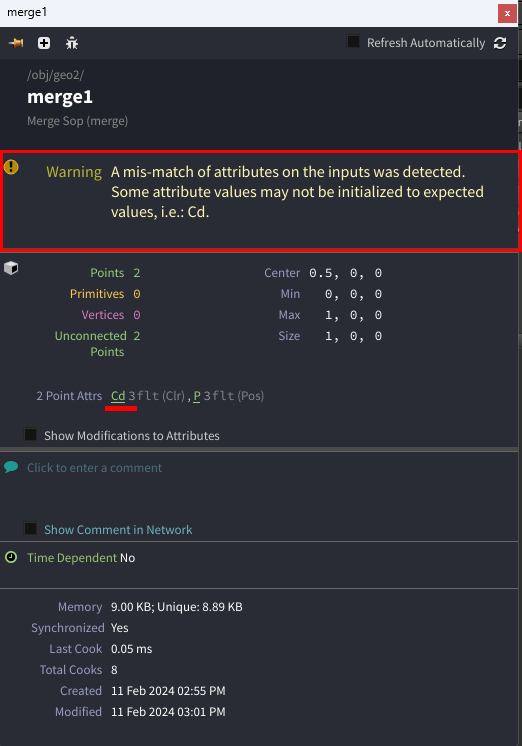 merge1
x
Refresh Automatically
/obj/geo2/
merge1
Merge Sop (merge)
Warning A mis-match of attributes on the inputs was detected.
Some attribute values may not be initialized to expected
values, i.e.: Cd.
Points 2 Center 0.5, 0, 0
Primitives 0 Min 0, 0, 0
Vertices 0 Max 1, 0, 0
Unconnected 2 Size 1, 0, 0
Points
2 Point Attrs Cd 3flt (Clr) , P 3flt (Pos)
Show Modifications to Attributes
Click to enter a comment
Show Comment in Network
Time Dependent No
Memory 9.00 KB; Unique: 8.89 KB
Synchronized Yes
Last Cook 0.05 ms
Total Cooks 8
Created 11 Feb 2024 02:55 PM
Modified 11 Feb 2024 03:01 PM